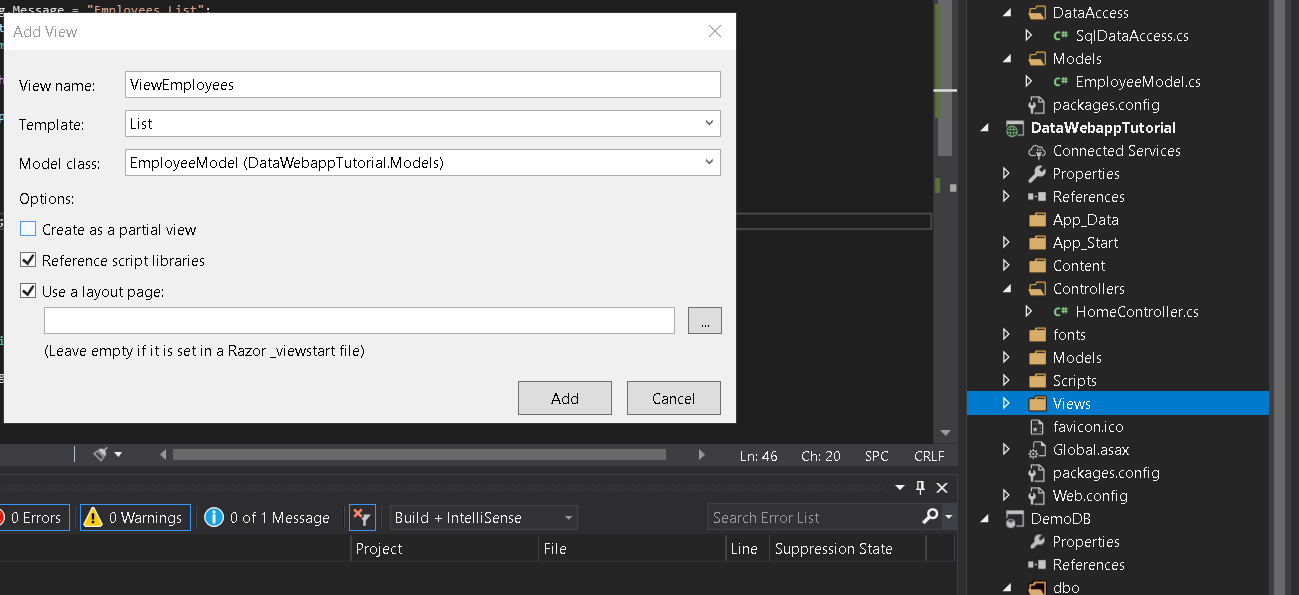 g.Message = "Employees List";
Add View
View name:
ViewEmployees
Template:
List
Model class:
EmployeeModel (DataWebappTutorial.Models)
Options:
Create as a partial view
Reference script libraries
Use a layout page:
...
(Leave empty if it is set in a Razor _viewstart file)
Add
Cancel
Ln: 46
Ch: 20
SPC
CRLF
0 Errors
0 Warnings
0 of 1 Message
Build + IntelliSense
Search Error List
Project
File
Line
Suppression State
DataAccess
C# SqlDataAccess.cs
Models
C# EmployeeModel.cs
packages.config
DataWebappTutorial
Connected Services
Properties
References
App_Data
App_Start
Content
Controllers
C# HomeController.cs
fonts
Models
Scripts
Views
favicon.ico
Global.asax
packages.config
Web.config
DemoDB
Properties
References
dbo